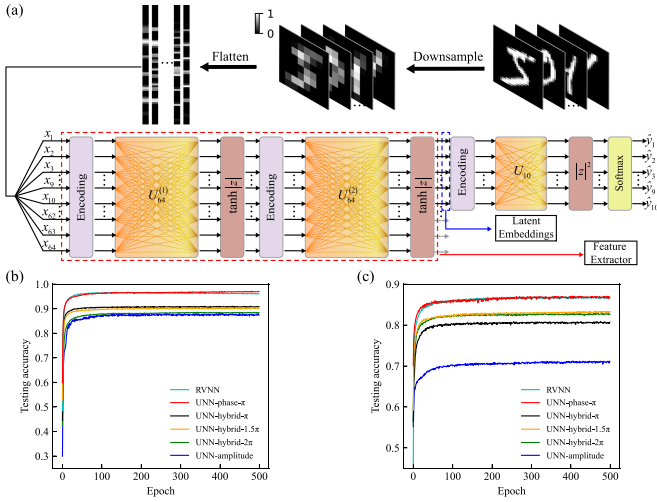 (a)
1
0
Flatten
Downsample
x₁
x₂
x₃
x₉
x₁₀
x₆₂
x₆₃
x₆₄
Encoding
U₆₄⁽¹⁾
tanh|z|
Encoding
U₆₄⁽²⁾
tanh|z|
Encoding
U₁₀
|z|²
Softmax
ŷ₁
ŷ₂
ŷ₃
ŷ₉
ŷ₁₀
Latent
Embeddings
Feature
Extractor
(b)
Testing accuracy
1.0
0.9
0.8
0.7
0.6
0.5
0.4
0.3
RVNN
UNN-phase-π
UNN-hybrid-π
UNN-hybrid-1.5π
UNN-hybrid-2π
UNN-amplitude
0 100 200 300 400 500
Epoch
(c)
Testing accuracy
0.9
0.8
0.7
0.6
0.5
RVNN
UNN-phase-π
UNN-hybrid-π
UNN-hybrid-1.5π
UNN-hybrid-2π
UNN-amplitude
0 100 200 300 400 500
Epoch